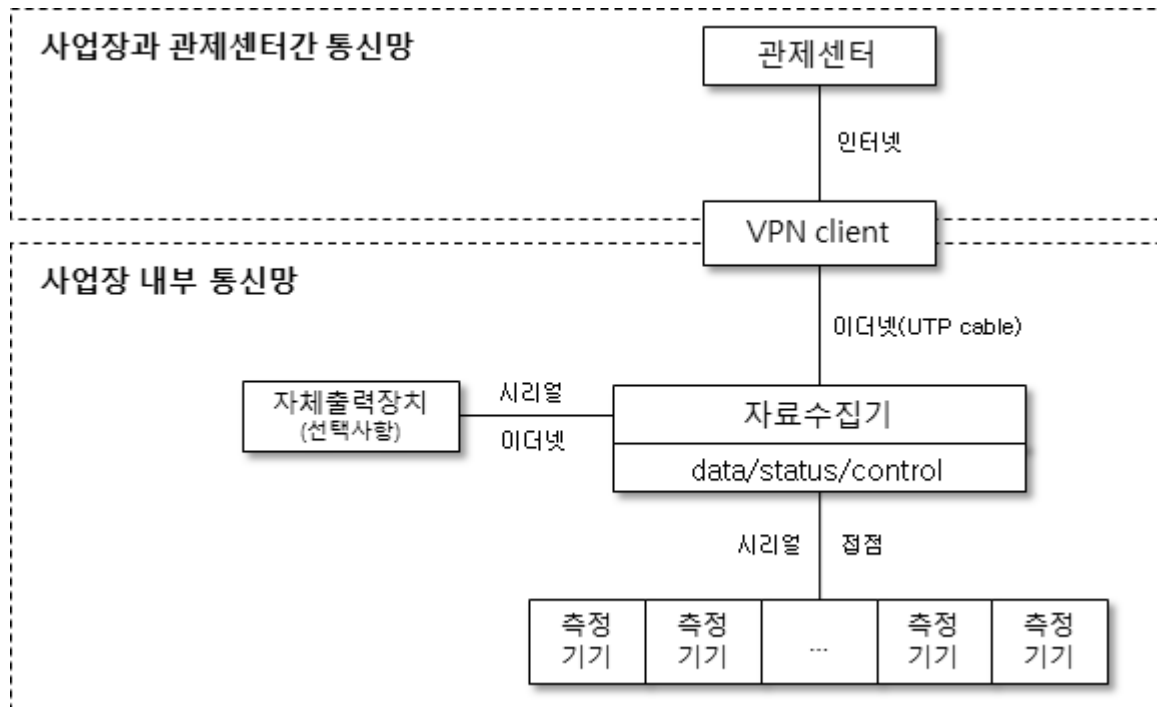 사업장과 관제센터간 통신망
관제센터
인터넷
VPN client
사업장 내부 통신망
이더넷(UTP cable)
자체출력장치
(선택사항)
시리얼
이더넷
자료수집기
data/status/control
시리얼 접점
측정 측정 ... 측정 측정
기기 기기 기기 기기